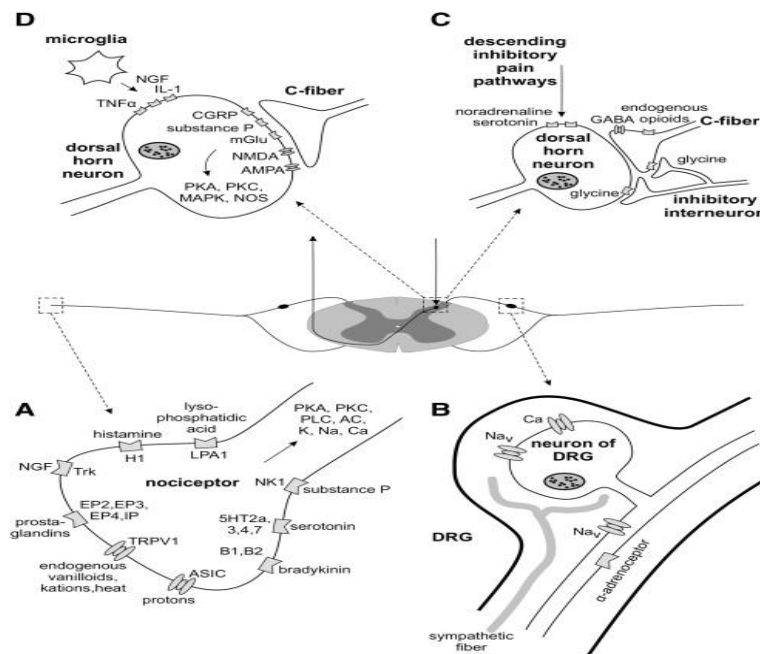 D
microglia
NGF
IL-1
TNFα
C-fiber
CGRP
substance P
mGlu
NMDA
AMPA
dorsal
horn
neuron
PKA, PKC,
MAPK, NOS
C
descending
inhibitory
pain
pathways
noradrenaline
serotonin
endogenous
GABA opioids
C-fiber
dorsal
horn
neuron
glycine
glycine
inhibitory
interneuron
A
lyso-
phosphatidic
acid
histamine
H1
LPA1
PKA, PKC,
PLC, AC,
K, Na, Ca
NGF
Trk
nociceptor
NK1
substance P
EP2,EP3,
EP4,IP
prosta-
glandins
5HT2a,
3,4,7
serotonin
TRPV1
endogenous
vanilloids,
kations,heat
B1,B2
bradykinin
ASIC
protons
B
Ca
Nav
neuron of
DRG
DRG
Nav
α-adrenoceptor
sympathetic
fiber